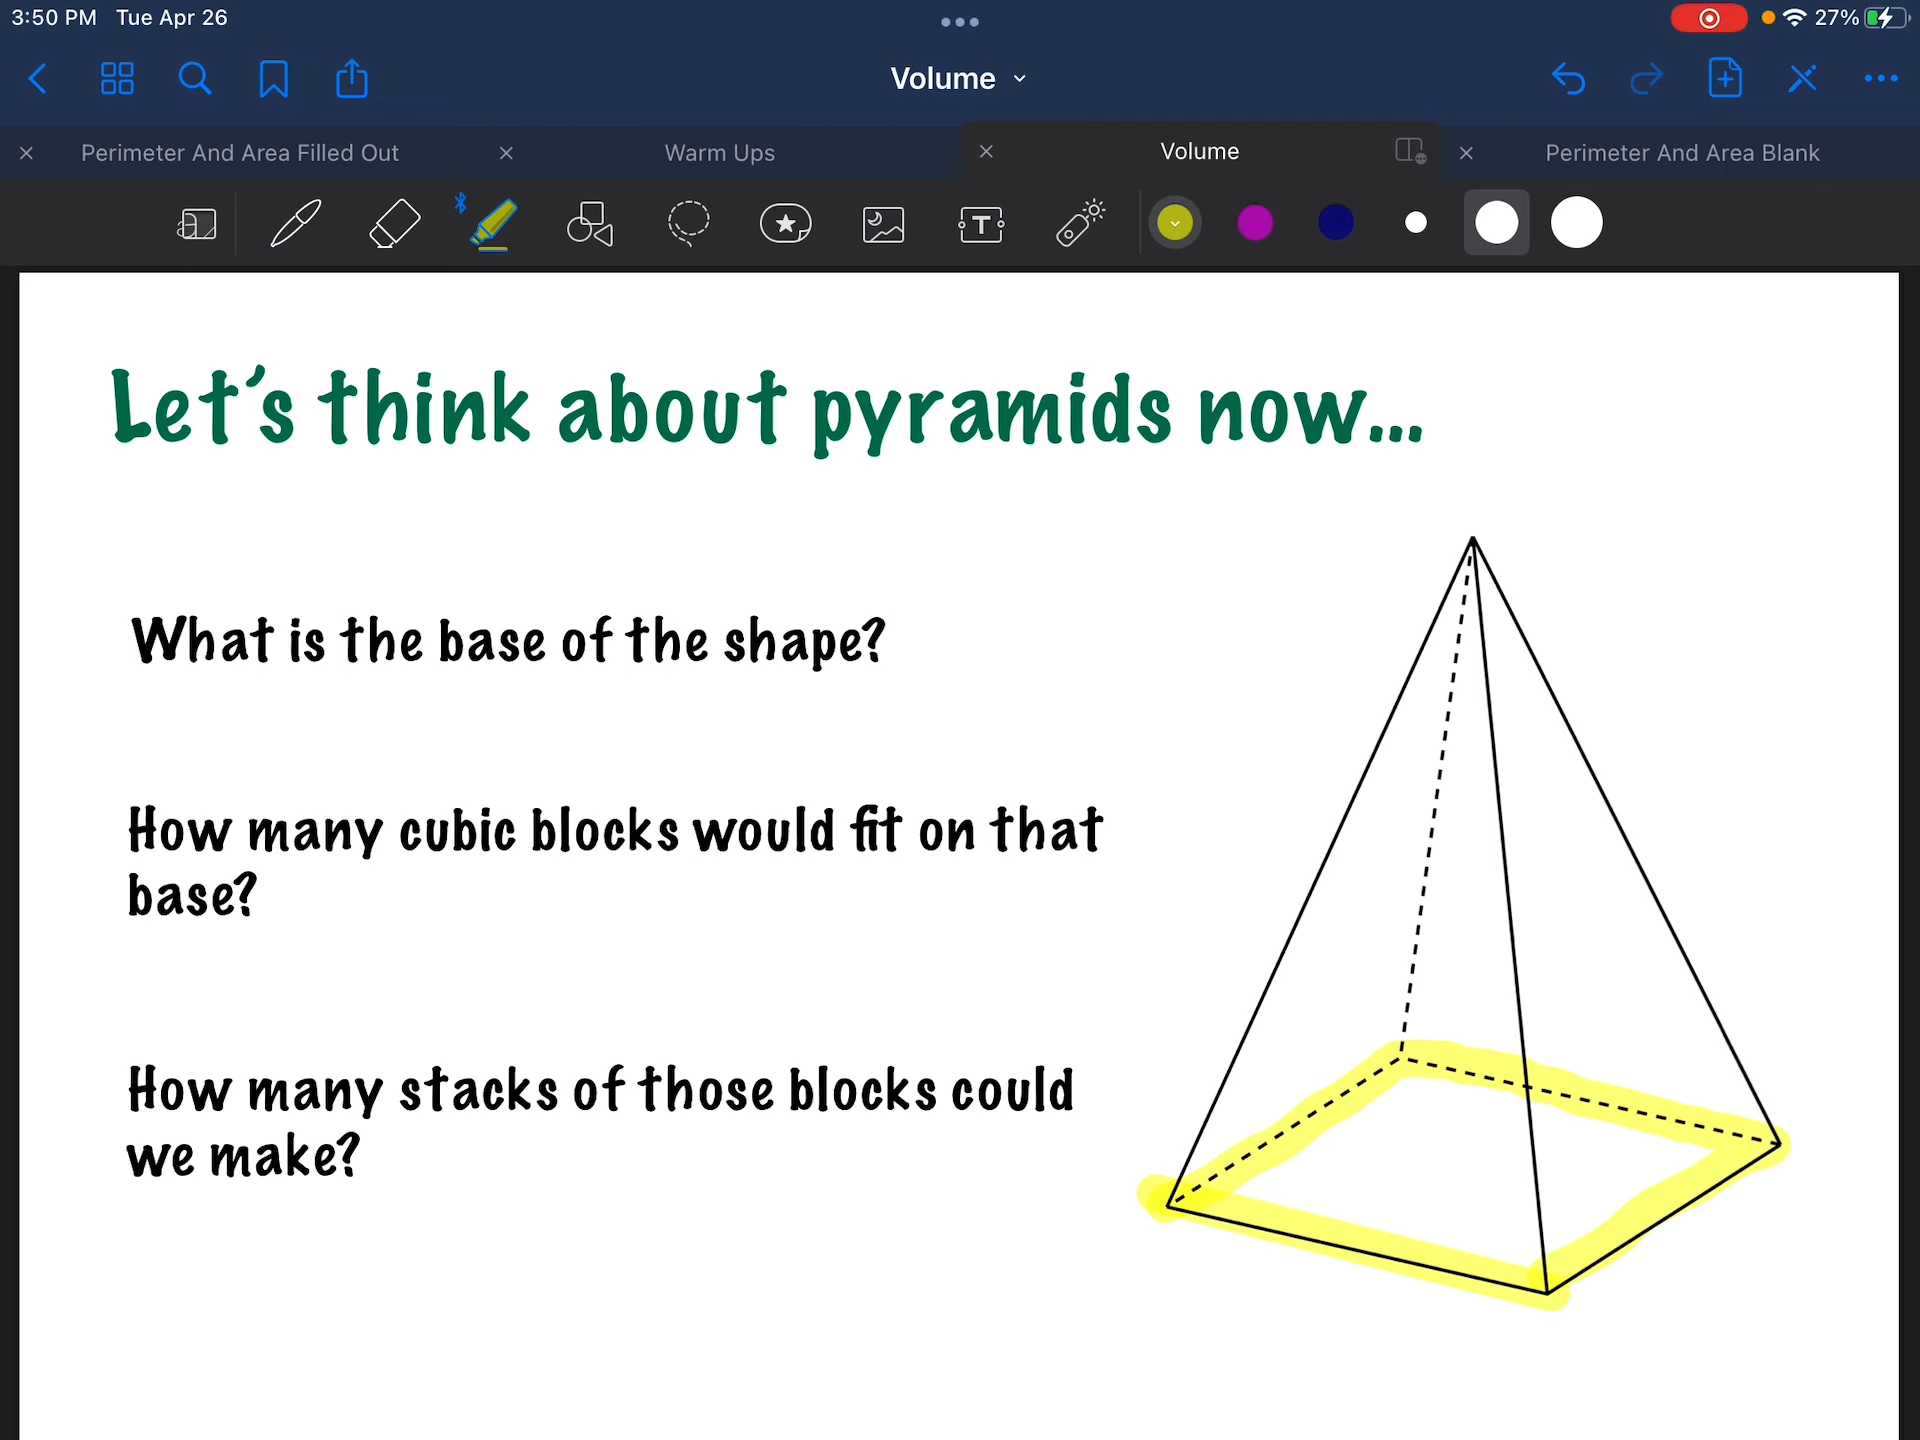 3:50 PM Tue Apr 26
27%
Volume
Perimeter And Area Filled Out
Warm Ups
Volume
Perimeter And Area Blank
T
Let's think about pyramids now...
What is the base of the shape?
How many cubic blocks would fit on that
base?
How many stacks of those blocks could
we make?